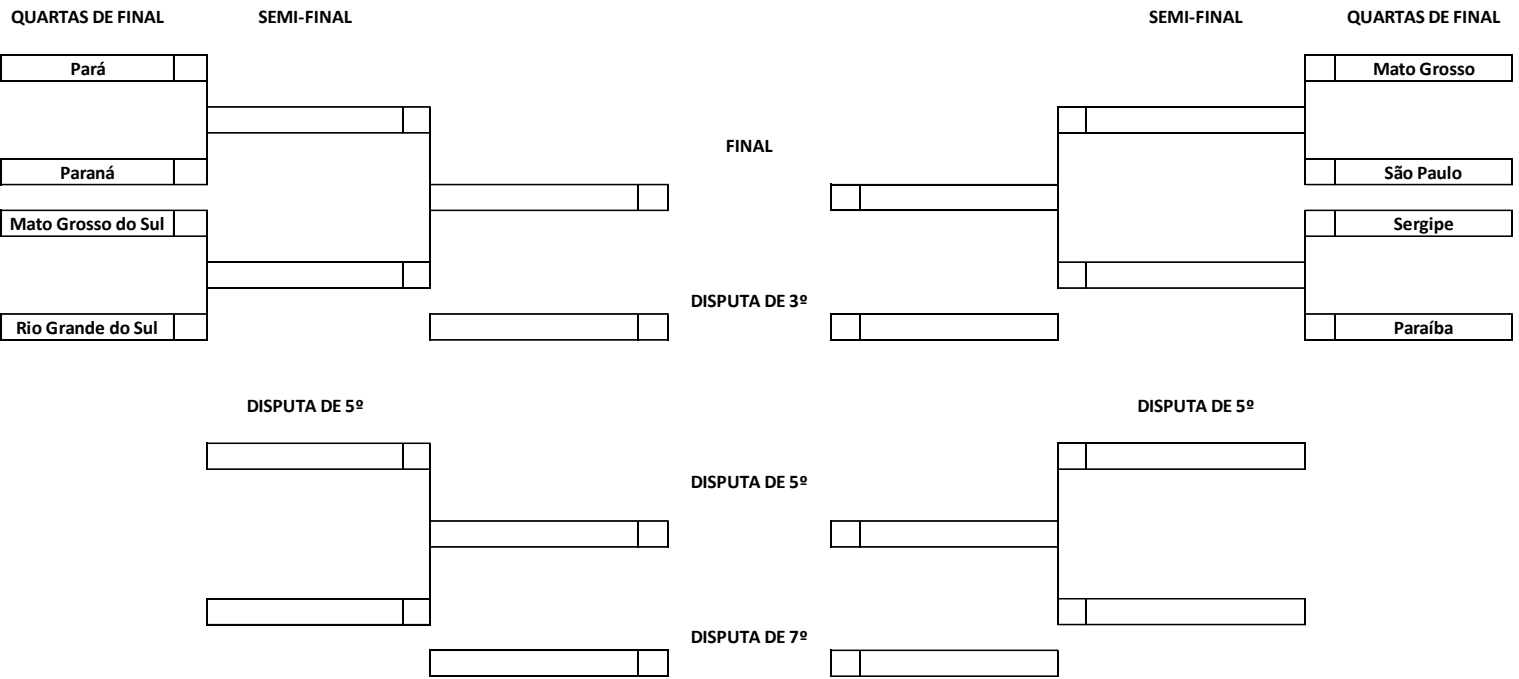 QUARTAS DE FINAL SEMI-FINAL SEMI-FINAL QUARTAS DE FINAL
Pará Mato Grosso
FINAL
Paraná São Paulo
Mato Grosso do Sul Sergipe
DISPUTA DE 3º
Rio Grande do Sul Paraíba
DISPUTA DE 5º DISPUTA DE 5º
DISPUTA DE 5º
DISPUTA DE 7º